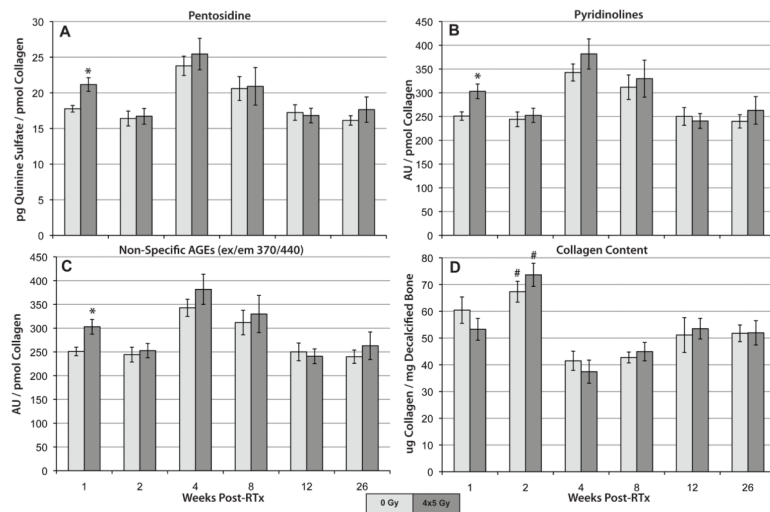 Pentosidine
A
pg Quinine Sulfate / pmol Collagen
30
25
20
15
10
5
0
*
Pyridinolines
B
AU / pmol Collagen
450
400
350
300
250
200
150
100
50
0
*
Non-Specific AGEs (ex/em 370/440)
C
AU / pmol Collagen
450
400
350
300
250
200
150
100
50
0
*
1 2 4 8 12 26
Weeks Post-RTx
Collagen Content
D
ug Collagen / mg Decalcified Bone
80
70
60
50
40
30
20
10
0
# #
1 2 4 8 12 26
Weeks Post-RTx
0 Gy 4x5 Gy